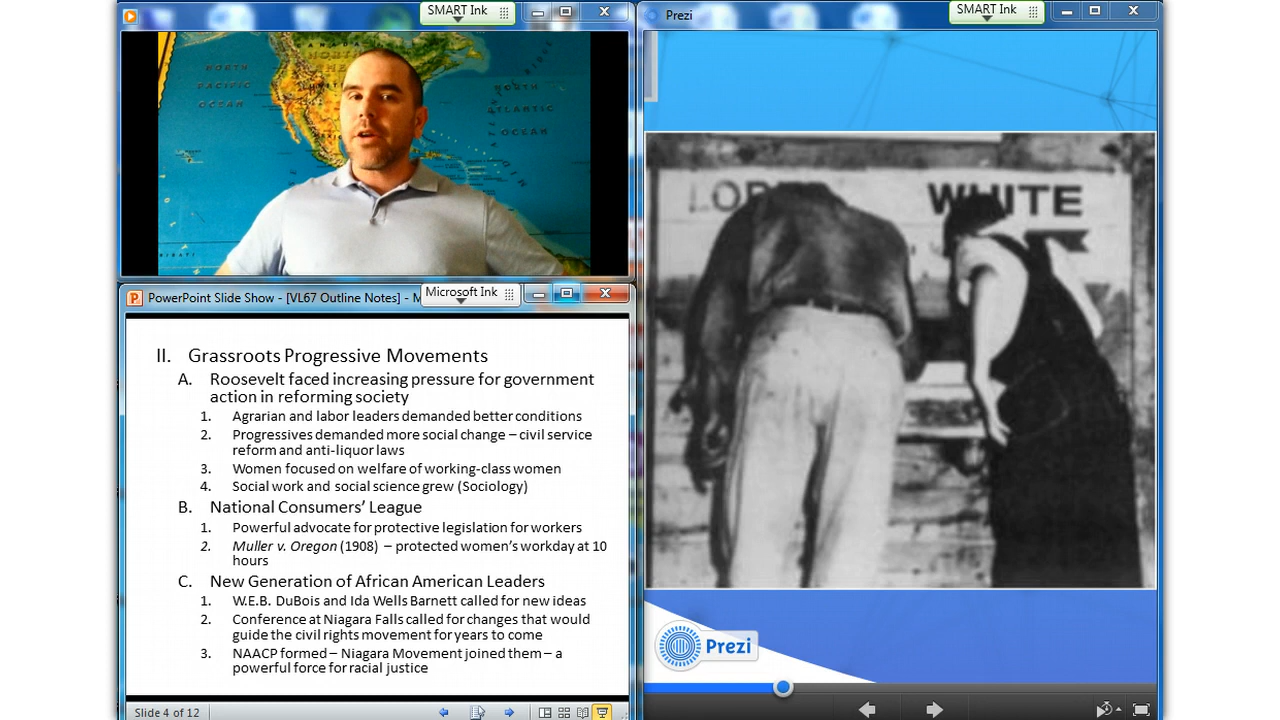 SMART Ink
CANADA
NORTH
PACIFIC
OCEAN
NORTH
ATLANTIC
OCEAN
PowerPoint Slide Show - [VL67 Outline Notes] - M
Microsoft Ink
II. Grassroots Progressive Movements
A. Roosevelt faced increasing pressure for government
action in reforming society
1. Agrarian and labor leaders demanded better conditions
2. Progressives demanded more social change – civil service
reform and anti-liquor laws
3. Women focused on welfare of working-class women
4. Social work and social science grew (Sociology)
B. National Consumers' League
1. Powerful advocate for protective legislation for workers
2. Muller v. Oregon (1908) – protected women's workday at 10
hours
C. New Generation of African American Leaders
1. W.E.B. DuBois and Ida Wells Barnett called for new ideas
2. Conference at Niagara Falls called for changes that would
guide the civil rights movement for years to come
3. NAACP formed – Niagara Movement joined them – a
powerful force for racial justice
Slide 4 of 12
Prezi
SMART Ink
WHITE
Prezi